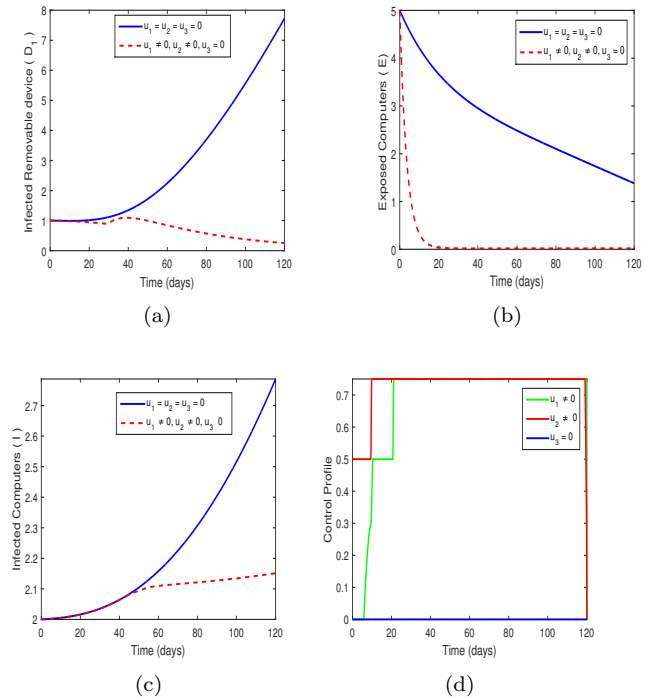 Infected Removable device ( D₁ )
8
7
6
5
4
3
2
1
0
0 20 40 60 80 100 120
Time (days)
u₁ = u₂ = u₃ = 0
u₁ ≠ 0, u₂ ≠ 0, u₃ = 0
(a)
Exposed Computers ( E )
5
4
3
2
1
0
0 20 40 60 80 100 120
Time (days)
u₁ = u₂ = u₃ = 0
u₁ ≠ 0, u₂ ≠ 0, u₃ = 0
(b)
Infected Computers ( I )
2.7
2.6
2.5
2.4
2.3
2.2
2.1
2
0 20 40 60 80 100 120
Time (days)
u₁ = u₂ = u₃ = 0
u₁ ≠ 0, u₂ ≠ 0, u₃ 0
(c)
Control Profile
0.7
0.6
0.5
0.4
0.3
0.2
0.1
0
0 20 40 60 80 100 120
Time (days)
u₁ ≠ 0
u₂ ≠ 0
u₃ = 0
(d)